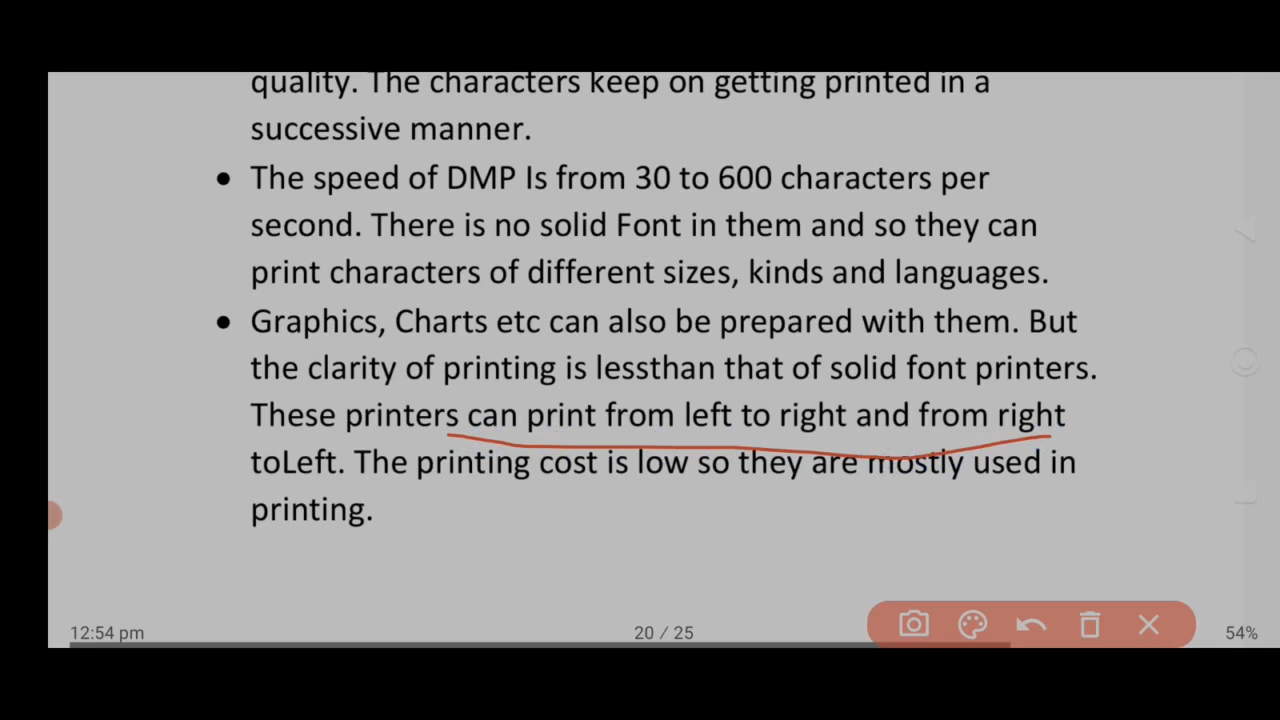 quality. The characters keep on getting printed in a
successive manner.
• The speed of DMP Is from 30 to 600 characters per
second. There is no solid Font in them and so they can
print characters of different sizes, kinds and languages.
• Graphics, Charts etc can also be prepared with them. But
the clarity of printing is lessthan that of solid font printers.
These printers can print from left to right and from right
toLeft. The printing cost is low so they are mostly used in
printing.
12:54 pm 20 / 25 54%